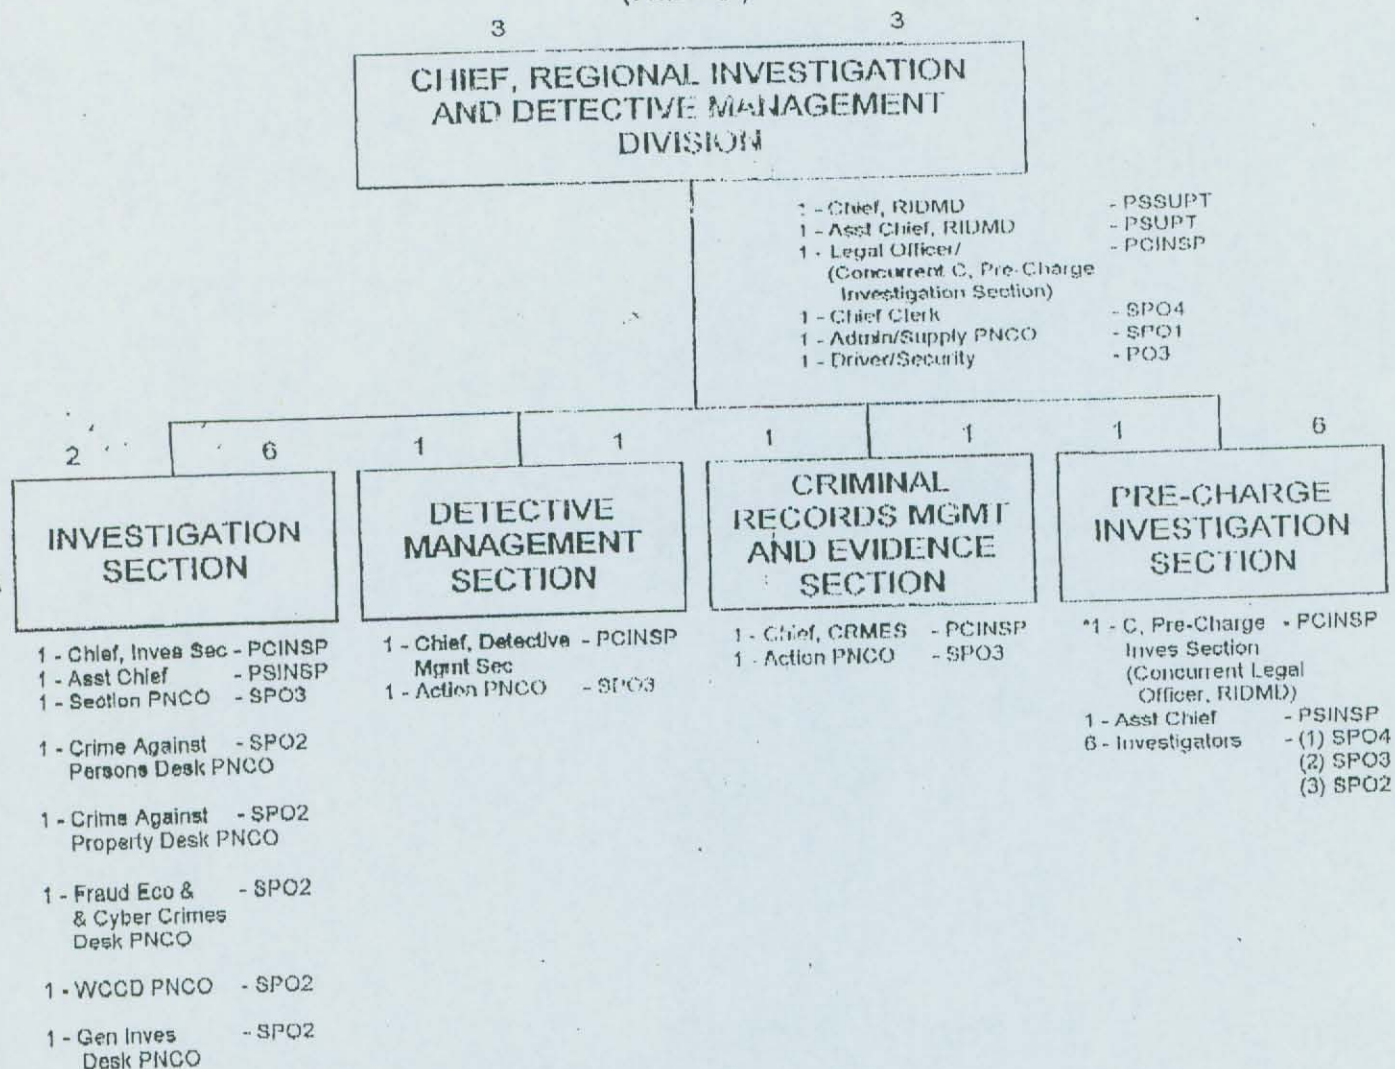 3 3
CHIEF, REGIONAL INVESTIGATION
AND DETECTIVE MANAGEMENT
DIVISION
1 - Chief, RIDMD - PSSUPT
1 - Asst Chief, RIDMD - PSUPT
1 - Legal Officer/ - PCINSP
(Concurrent C, Pre-Charge
Investigation Section)
1 - Chief Clerk - SPO4
1 - Admin/Supply PNCO - SPO1
1 - Driver/Security - PO3
2 6 1 1 1 1 1 6
INVESTIGATION
SECTION
1 - Chief, Inves Sec - PCINSP
1 - Asst Chief - PSINSP
1 - Section PNCO - SPO3
1 - Crime Against - SPO2
Persons Desk PNCO
1 - Crime Against - SPO2
Property Desk PNCO
1 - Fraud Eco & - SPO2
& Cyber Crimes
Desk PNCO
1 - WCCD PNCO - SPO2
1 - Gen Inves - SPO2
Desk PNCO
DETECTIVE
MANAGEMENT
SECTION
1 - Chief, Detective - PCINSP
Mgmt Sec
1 - Action PNCO - SPO3
CRIMINAL
RECORDS MGMT
AND EVIDENCE
SECTION
1 - Chief, CRMES - PCINSP
1 - Action PNCO - SPO3
PRE-CHARGE
INVESTIGATION
SECTION
*1 - C, Pre-Charge - PCINSP
Inves Section
(Concurrent Legal
Officer, RIDMD)
1 - Asst Chief - PSINSP
6 - Investigators - (1) SPO4
(2) SPO3
(3) SPO2